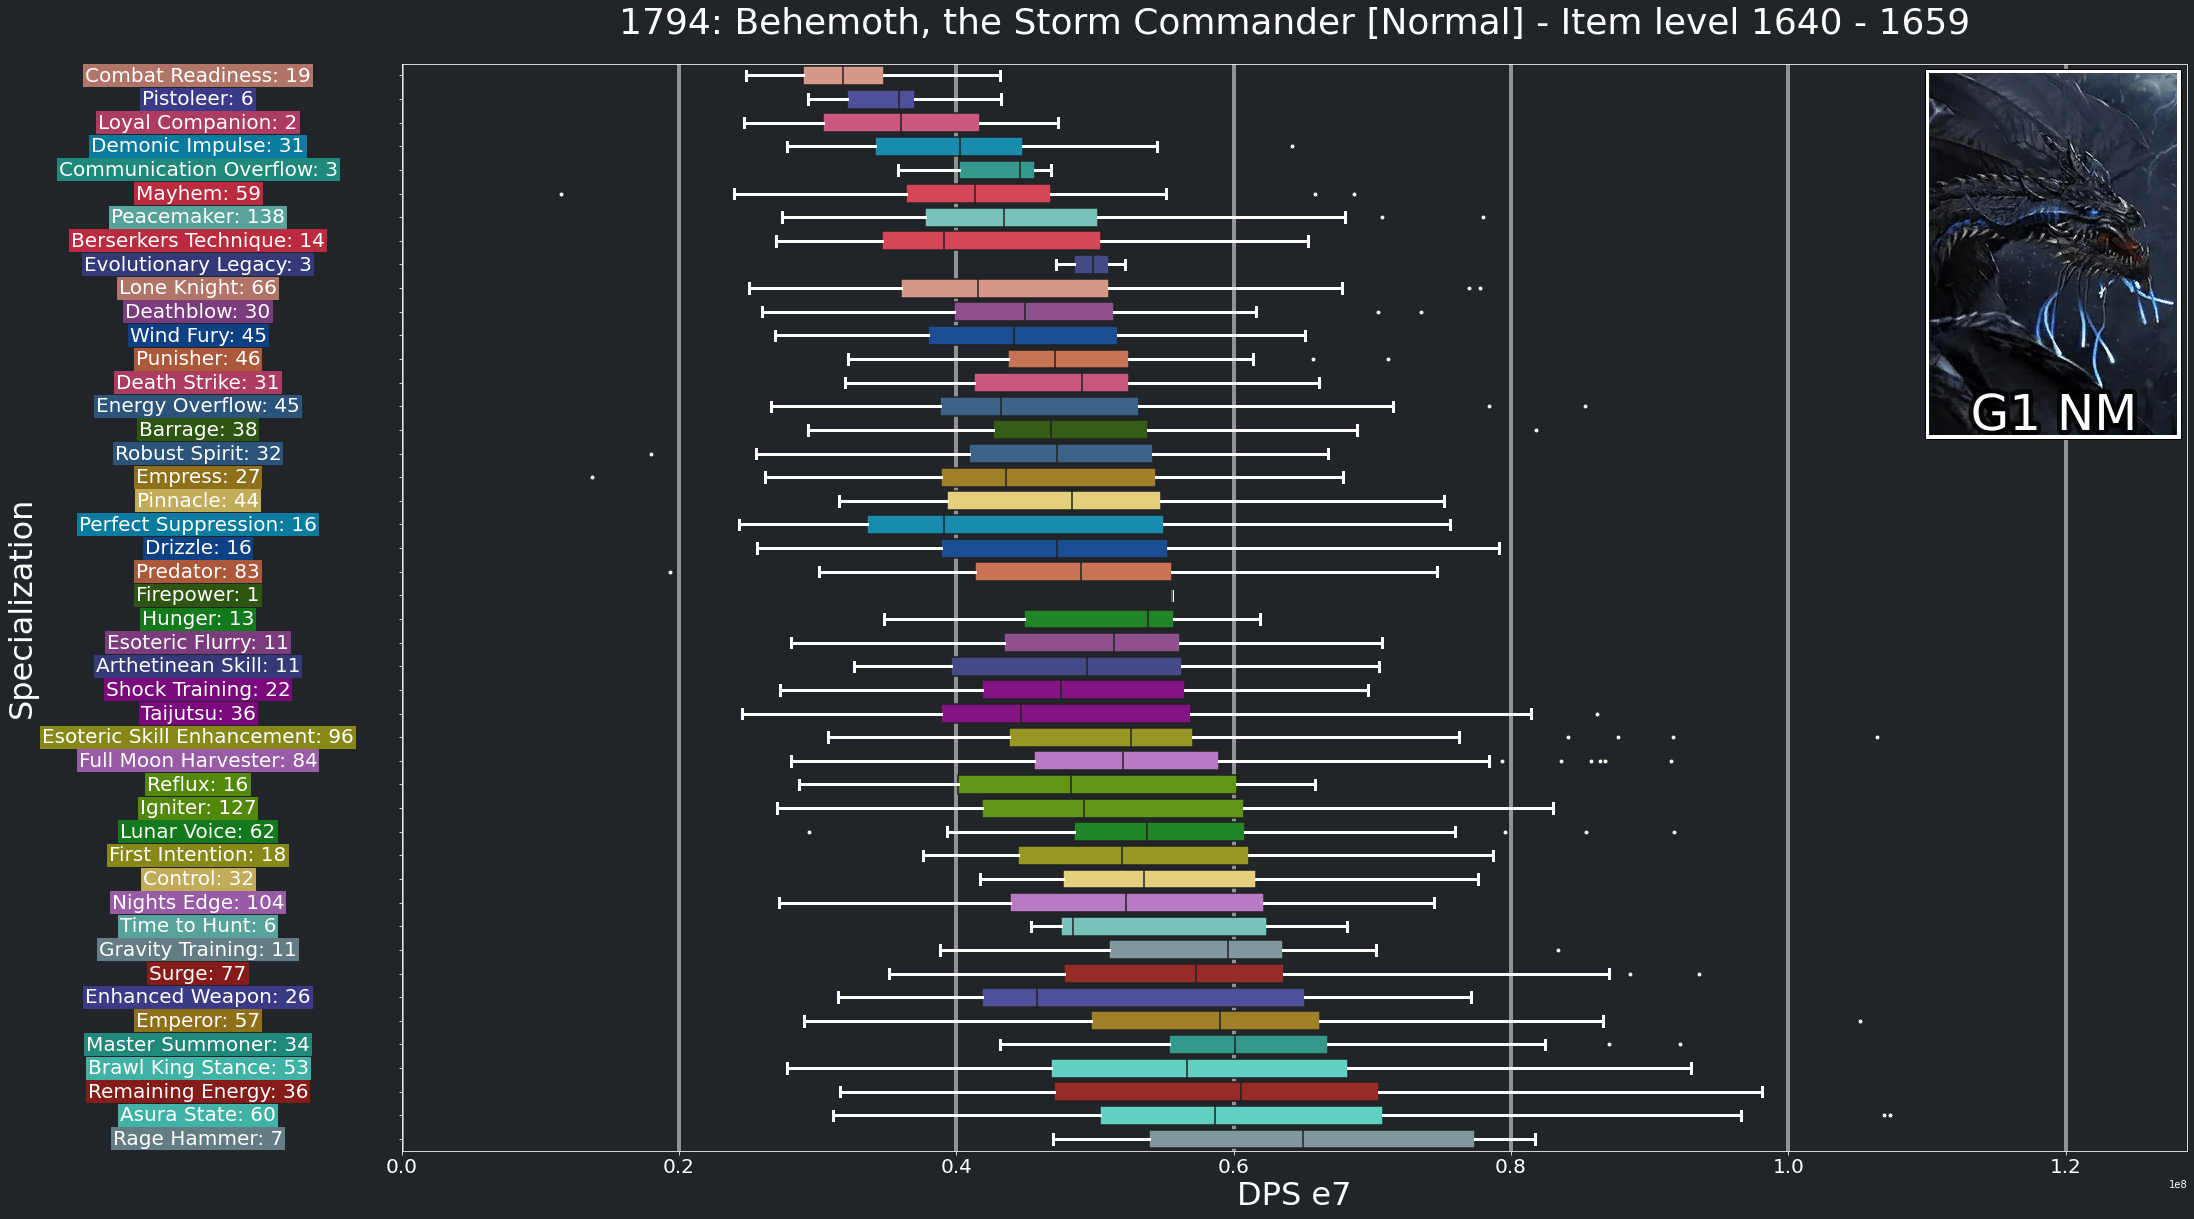 1794: Behemoth, the Storm Commander [Normal] - Item level 1640 - 1659
Combat Readiness: 19
Pistoleer: 6
Loyal Companion: 2
Demonic Impulse: 31
Communication Overflow: 3
Mayhem: 59
Peacemaker: 138
Berserkers Technique: 14
Evolutionary Legacy: 3
Lone Knight: 66
Deathblow: 30
Wind Fury: 45
Punisher: 46
Death Strike: 31
Energy Overflow: 45
Barrage: 38
Robust Spirit: 32
Empress: 27
Pinnacle: 44
Perfect Suppression: 16
Drizzle: 16
Predator: 83
Firepower: 1
Hunger: 13
Esoteric Flurry: 11
Arthetinean Skill: 11
Shock Training: 22
Taijutsu: 36
Esoteric Skill Enhancement: 96
Full Moon Harvester: 84
Reflux: 16
Igniter: 127
Lunar Voice: 62
First Intention: 18
Control: 32
Nights Edge: 104
Time to Hunt: 6
Gravity Training: 11
Surge: 77
Enhanced Weapon: 26
Emperor: 57
Master Summoner: 34
Brawl King Stance: 53
Remaining Energy: 36
Asura State: 60
Rage Hammer: 7
Specialization
G1 NM
0.0 0.2 0.4 0.6 0.8 1.0 1.2
DPS e7
1e8